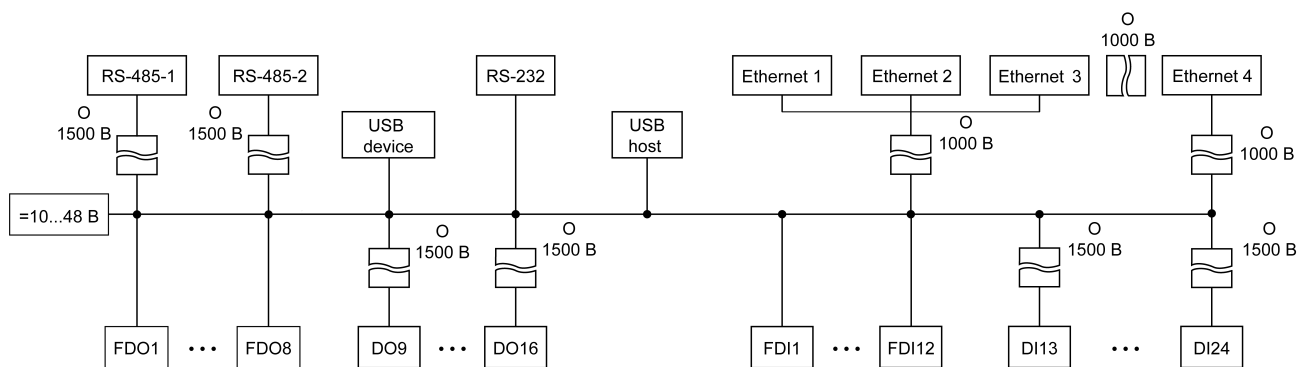 О
1000 В
RS-485-1
RS-485-2
RS-232
Ethernet 1
Ethernet 2
Ethernet 3
Ethernet 4
О
1500 В
О
1500 В
USB
device
USB
host
О
1000 В
О
1000 В
=10...48 В
О
1500 В
О
1500 В
О
1500 В
О
1500 В
FDO1
•••
FDO8
DO9
•••
DO16
FDI1
•••
FDI12
DI13
•••
DI24